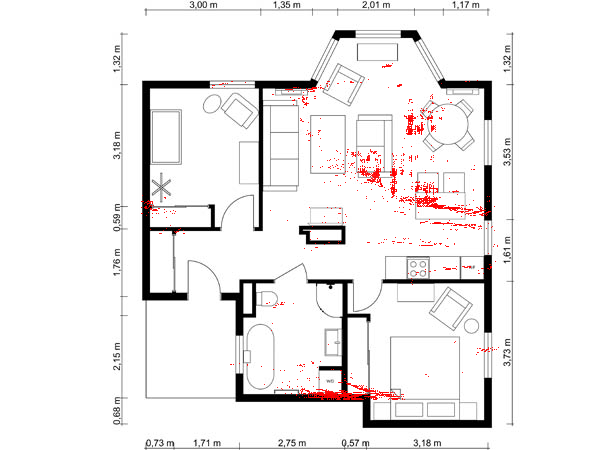 3,00 m 1,35 m 2,01 m 1,17 m
1,32 m
1,32 m
3,18 m
3,53 m
0,59 m
1,76 m
1,61 m
2,15 m
3,73 m
WD
0,68 m
0,73 m 1,71 m 2,75 m 0,57 m 3,18 m